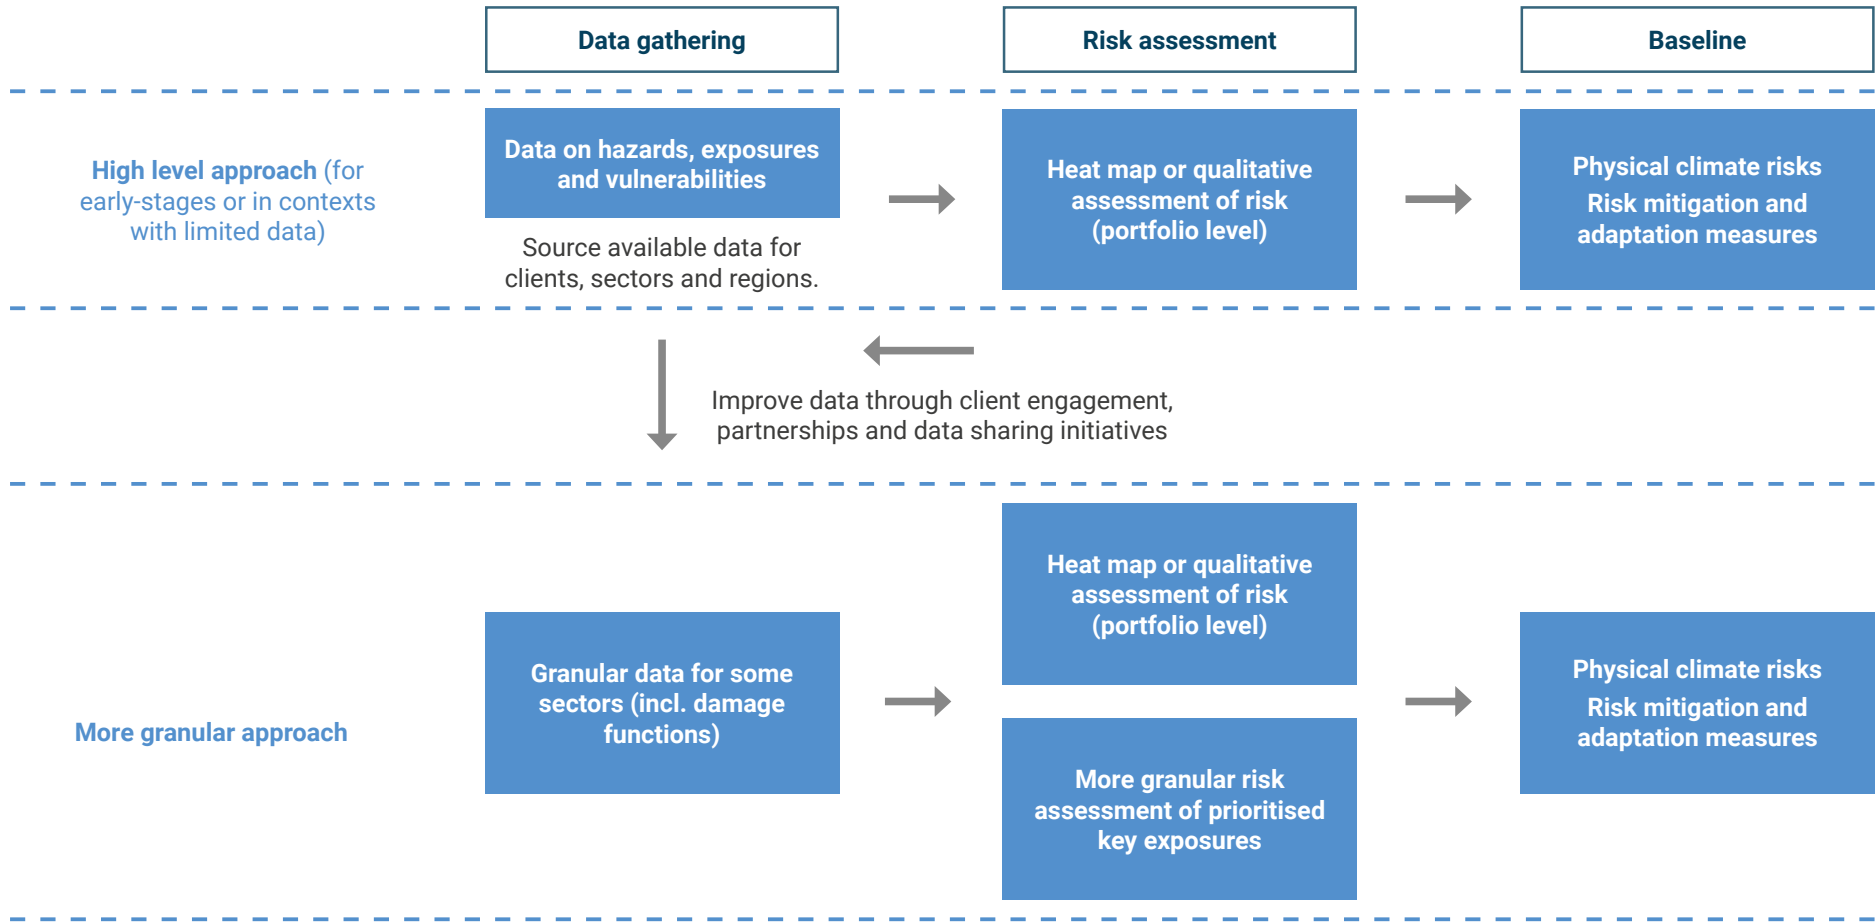 Data gathering
Risk assessment
Baseline
High level approach (for
early-stages or in contexts
with limited data)
Data on hazards, exposures
and vulnerabilities
Source available data for
clients, sectors and regions.
Heat map or qualitative
assessment of risk
(portfolio level)
Physical climate risks
Risk mitigation and
adaptation measures
Improve data through client engagement,
partnerships and data sharing initiatives
More granular approach
Granular data for some
sectors (incl. damage
functions)
Heat map or qualitative
assessment of risk
(portfolio level)
More granular risk
assessment of prioritised
key exposures
Physical climate risks
Risk mitigation and
adaptation measures